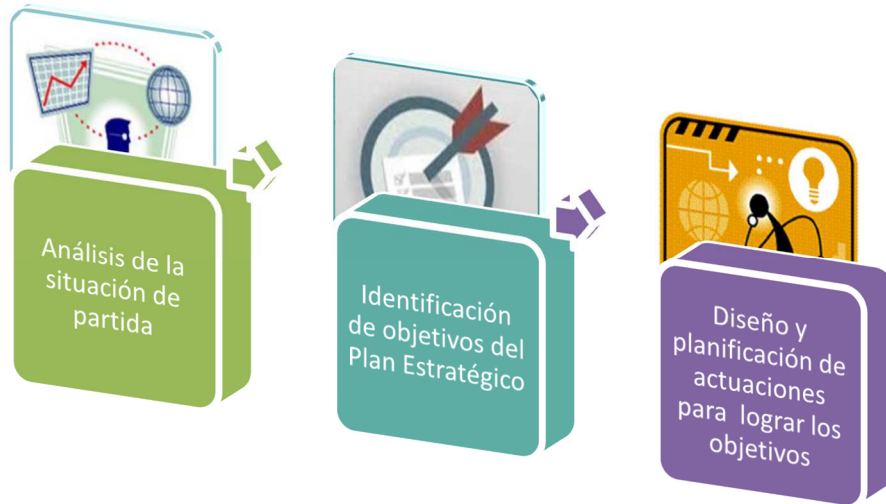 Análisis de la
situación de
partida
Identificación
de objetivos del
Plan Estratégico
Diseño y
planificación de
actuaciones
para lograr los
objetivos